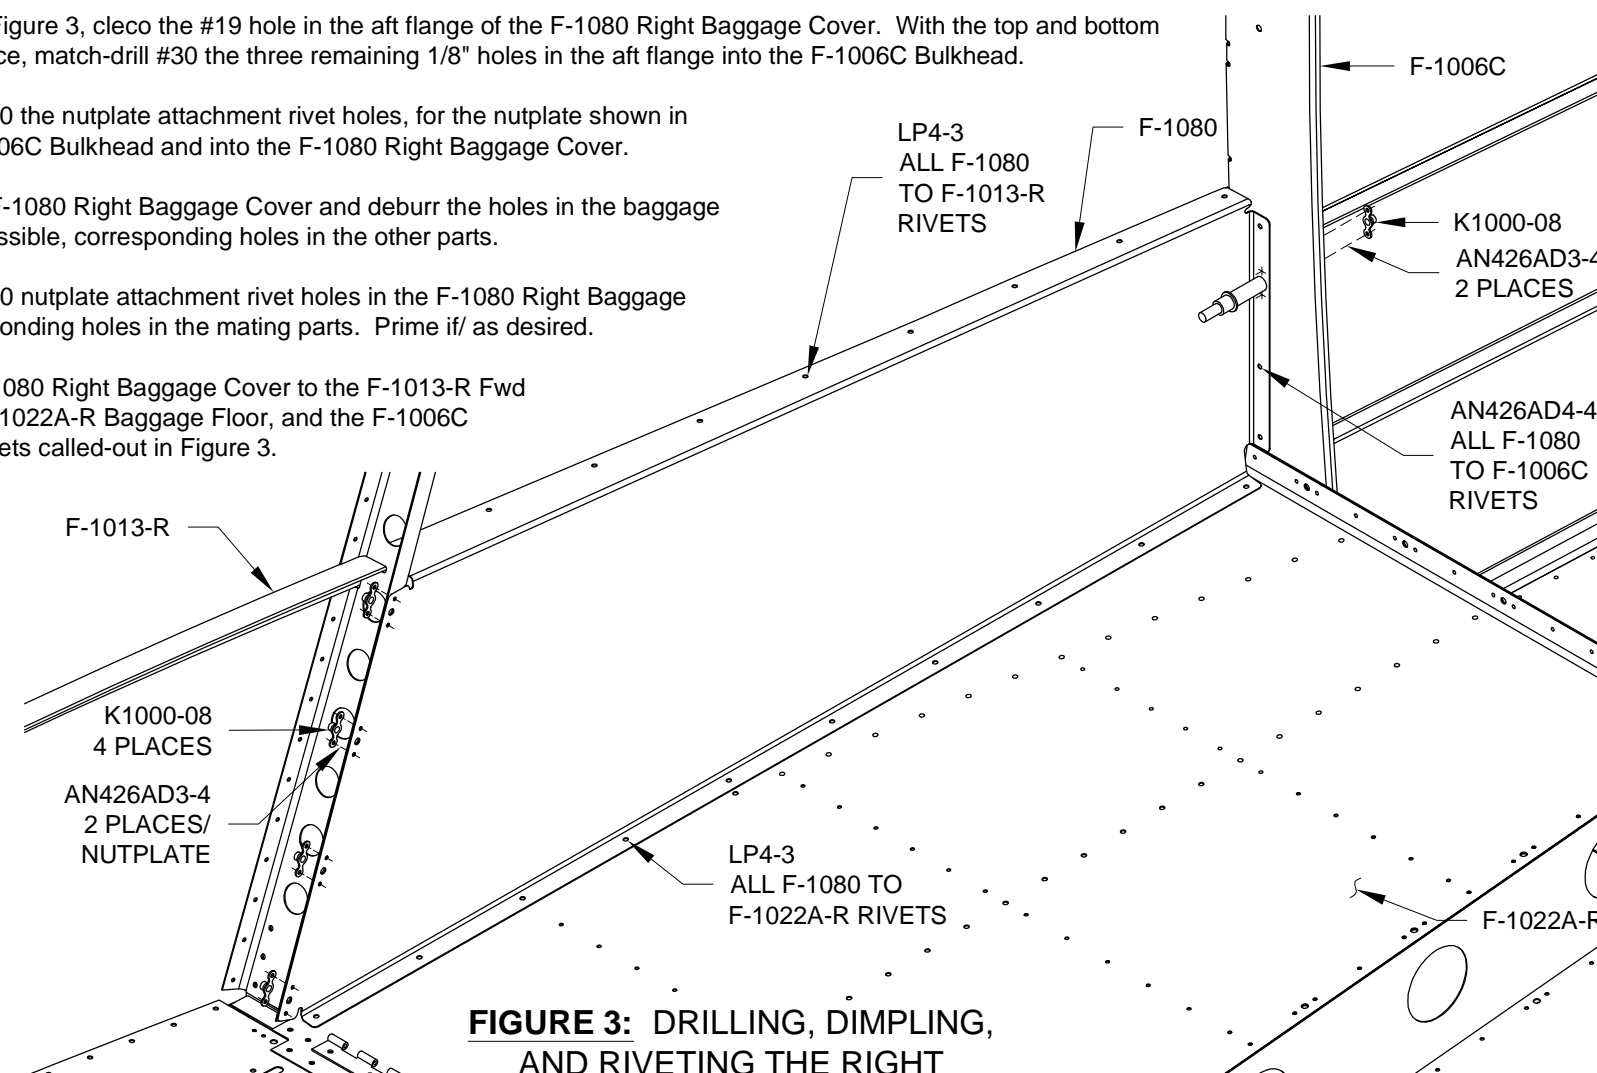 Figure 3, cleco the #19 hole in the aft flange of the F-1080 Right Baggage Cover.  With the top and bottom
ce, match-drill #30 the three remaining 1/8" holes in the aft flange into the F-1006C Bulkhead.
0 the nutplate attachment rivet holes, for the nutplate shown in
06C Bulkhead and into the F-1080 Right Baggage Cover.
F-1080 Right Baggage Cover and deburr the holes in the baggage
ssible, corresponding holes in the other parts.
0 nutplate attachment rivet holes in the F-1080 Right Baggage
onding holes in the mating parts.  Prime if/ as desired.
080 Right Baggage Cover to the F-1013-R Fwd
1022A-R Baggage Floor, and the F-1006C
ets called-out in Figure 3.
F-1006C
LP4-3
ALL F-1080
TO F-1013-R
RIVETS
F-1080
K1000-08
AN426AD3-4
2 PLACES
AN426AD4-4
ALL F-1080
TO F-1006C
RIVETS
F-1013-R
K1000-08
4 PLACES
AN426AD3-4
2 PLACES/
NUTPLATE
LP4-3
ALL F-1080 TO
F-1022A-R RIVETS
F-1022A-R
FIGURE 3:  DRILLING, DIMPLING,
AND RIVETING THE RIGHT